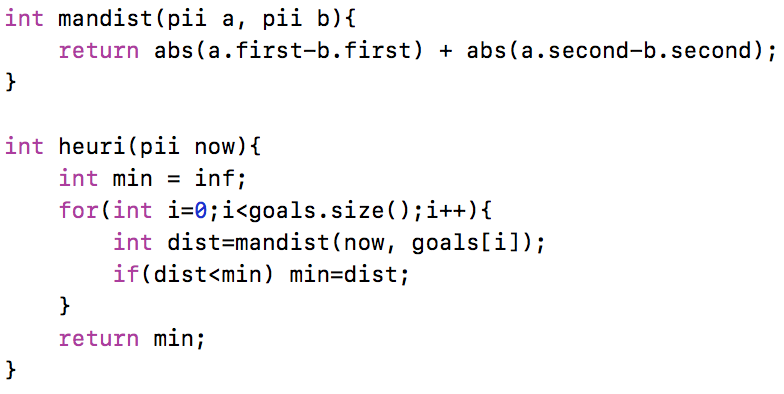 int mandist(pii a, pii b){
    return abs(a.first-b.first) + abs(a.second-b.second);
}

int heuri(pii now){
    int min = inf;
    for(int i=0;i<goals.size();i++){
        int dist=mandist(now, goals[i]);
        if(dist<min) min=dist;
    }
    return min;
}